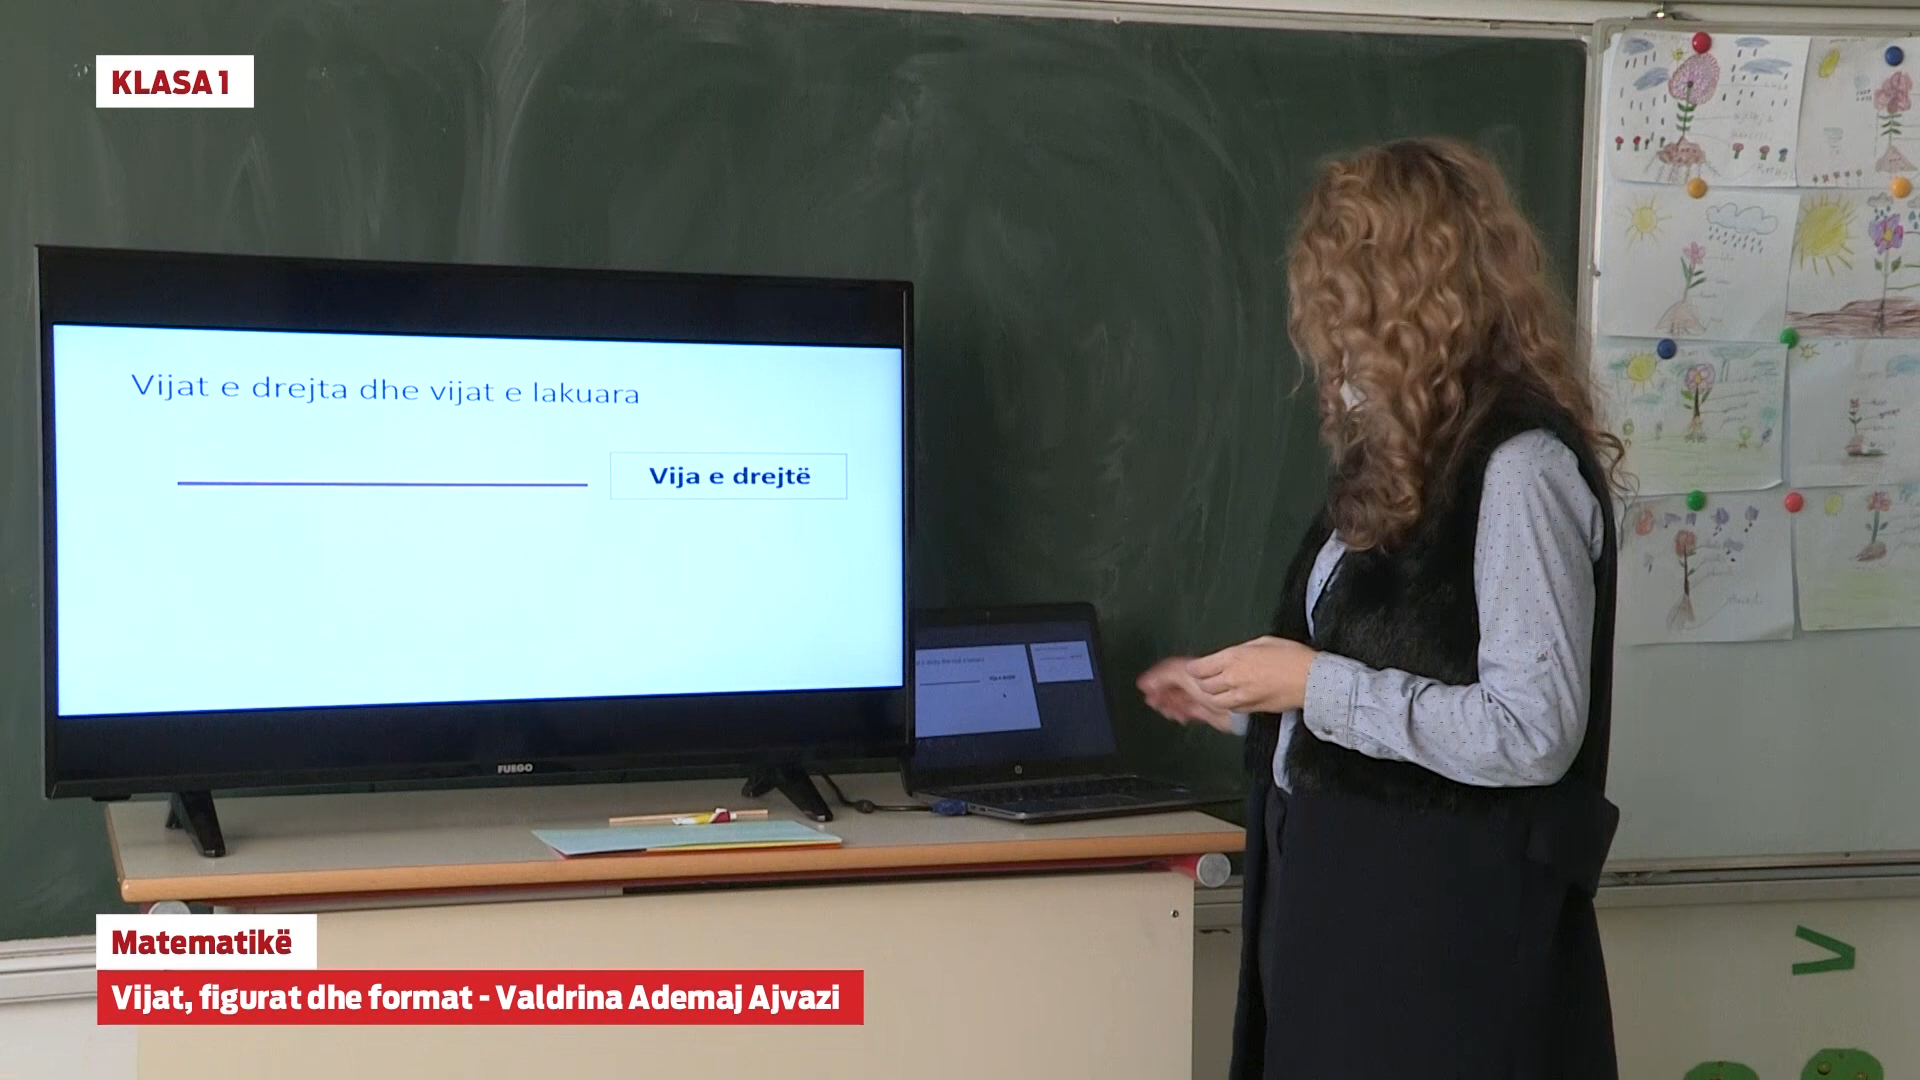 KLASA 1
Vijat e drejta dhe vijat e lakuara
Vija e drejtë
FUEGO
Matematikë
Vijat, figurat dhe format - Valdrina Ademaj Ajvazi
V